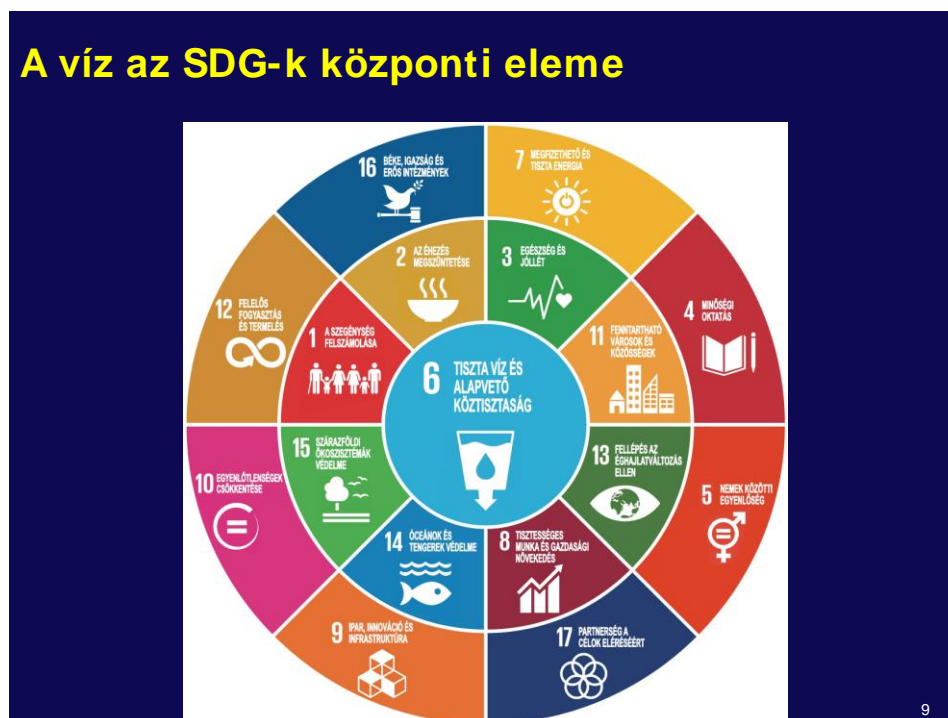 A víz az SDG-k központi eleme
16 BÉKE, IGAZSÁG ÉS
ERŐS INTÉZMÉNYEK
7 MEGFIZETHETŐ ÉS
TISZTA ENERGIA
2 AZ ÉHEZÉS
MEGSZÜNTETÉSE
3 EGÉSZSÉG ÉS
JÓLLÉT
12 FELELŐS
FOGYASZTÁS
ÉS TERMELÉS
1 A SZEGÉNYSÉG
FELSZÁMOLÁSA
11 FENNTARTHATÓ
VÁROSOK ÉS
KÖZÖSSÉGEK
4 MINŐSÉGI
OKTATÁS
6 TISZTA VÍZ ÉS
ALAPVETŐ
KÖZTISZTASÁG
15 SZÁRAZFÖLDI
ÖKOSZISZTÉMÁK
VÉDELME
13 FELLÉPÉS AZ
ÉGHAJLATVÁLTOZÁS
ELLEN
10 EGYENLŐTLENSÉGEK
CSÖKKENTÉSE
5 NEMEK KÖZÖTTI
EGYENLŐSÉG
14 ÓCEÁNOK ÉS
TENGEREK VÉDELME
8 TISZTESSÉGES
MUNKA ÉS GAZDASÁGI
NÖVEKEDÉS
9 IPAR, INNOVÁCIÓ ÉS
INFRASTRUKTÚRA
17 PARTNERSÉG A
CÉLOK ELÉRÉSÉÉRT
9